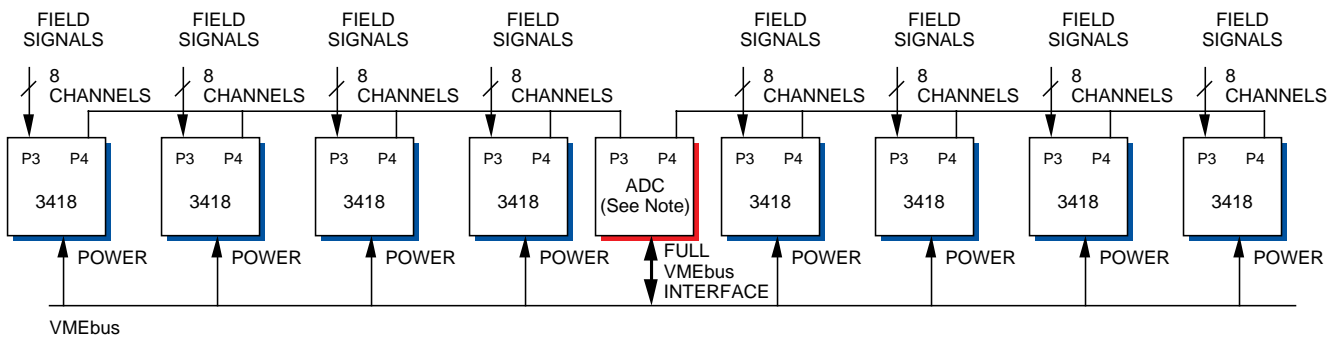 FIELD
SIGNALS
FIELD
SIGNALS
FIELD
SIGNALS
FIELD
SIGNALS
FIELD
SIGNALS
FIELD
SIGNALS
FIELD
SIGNALS
FIELD
SIGNALS
8
CHANNELS
8
CHANNELS
8
CHANNELS
8
CHANNELS
8
CHANNELS
8
CHANNELS
8
CHANNELS
8
CHANNELS
P3 P4
3418
P3 P4
3418
P3 P4
3418
P3 P4
3418
P3 P4
ADC
(See Note)
P3 P4
3418
P3 P4
3418
P3 P4
3418
P3 P4
3418
POWER
POWER
POWER
POWER
FULL
VMEbus
INTERFACE
POWER
POWER
POWER
POWER
VMEbus